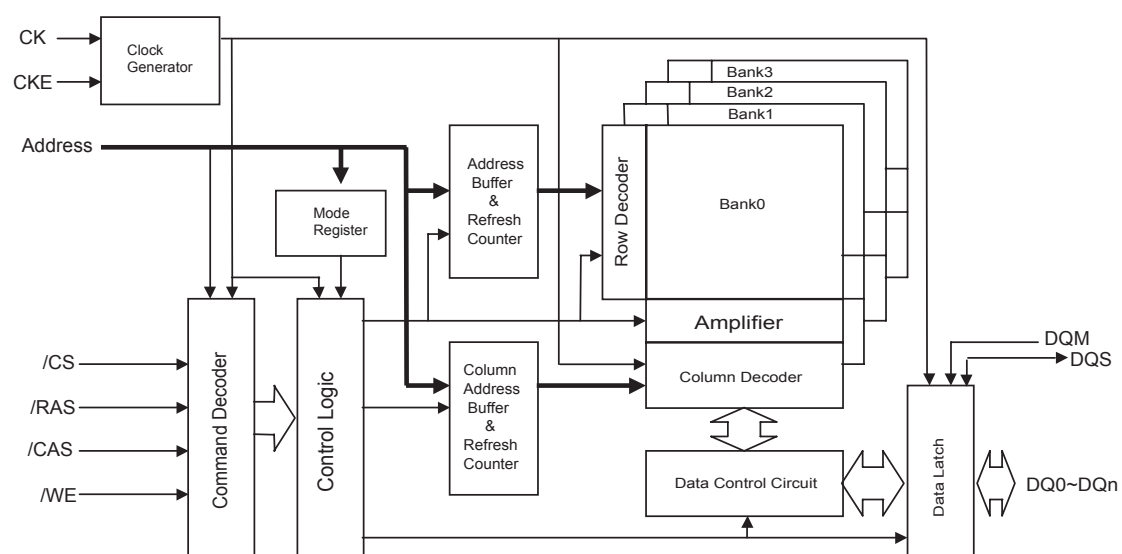 CK
CKE
Clock
Generator
Address
Mode
Register
Address
Buffer
&
Refresh
Counter
Row Decoder
Bank3
Bank2
Bank1
Bank0
Amplifier
Column Decoder
/CS
/RAS
/CAS
/WE
Command Decoder
Control Logic
Column
Address
Buffer
&
Refresh
Counter
Data Control Circuit
Data Latch
DQM
DQS
DQ0~DQn